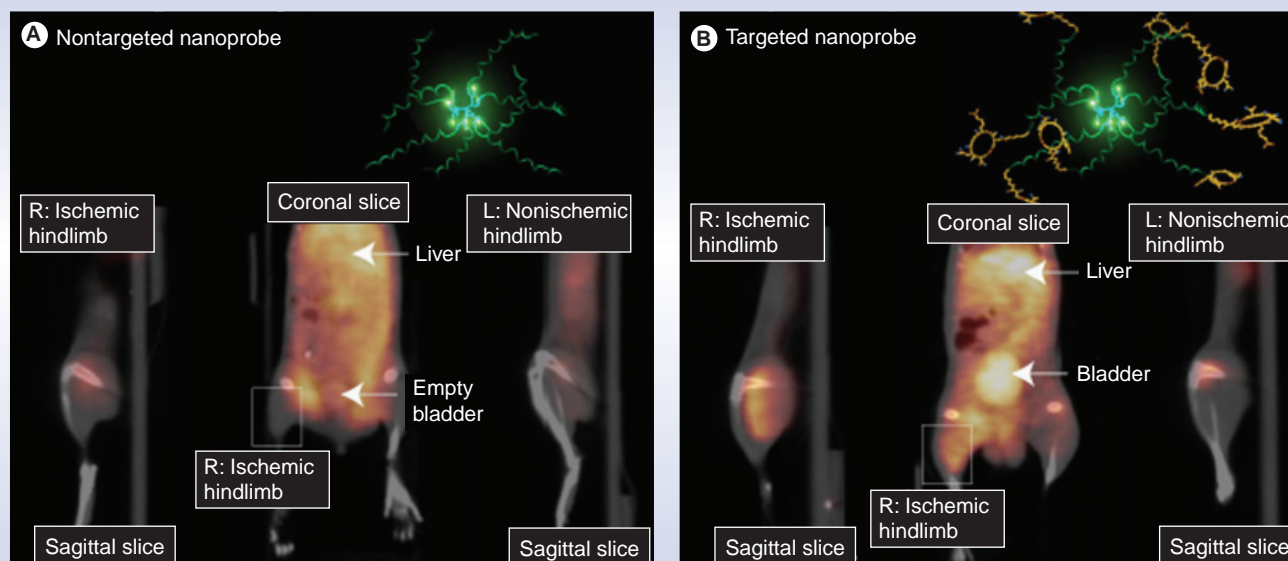 A Nontargeted nanoprobe
R: Ischemic
hindlimb
Coronal slice
L: Nonischemic
hindlimb
Liver
Empty
bladder
R: Ischemic
hindlimb
Sagittal slice
Sagittal slice
B Targeted nanoprobe
R: Ischemic
hindlimb
Coronal slice
L: Nonischemic
hindlimb
Liver
Bladder
R: Ischemic
hindlimb
Sagittal slice
Sagittal slice